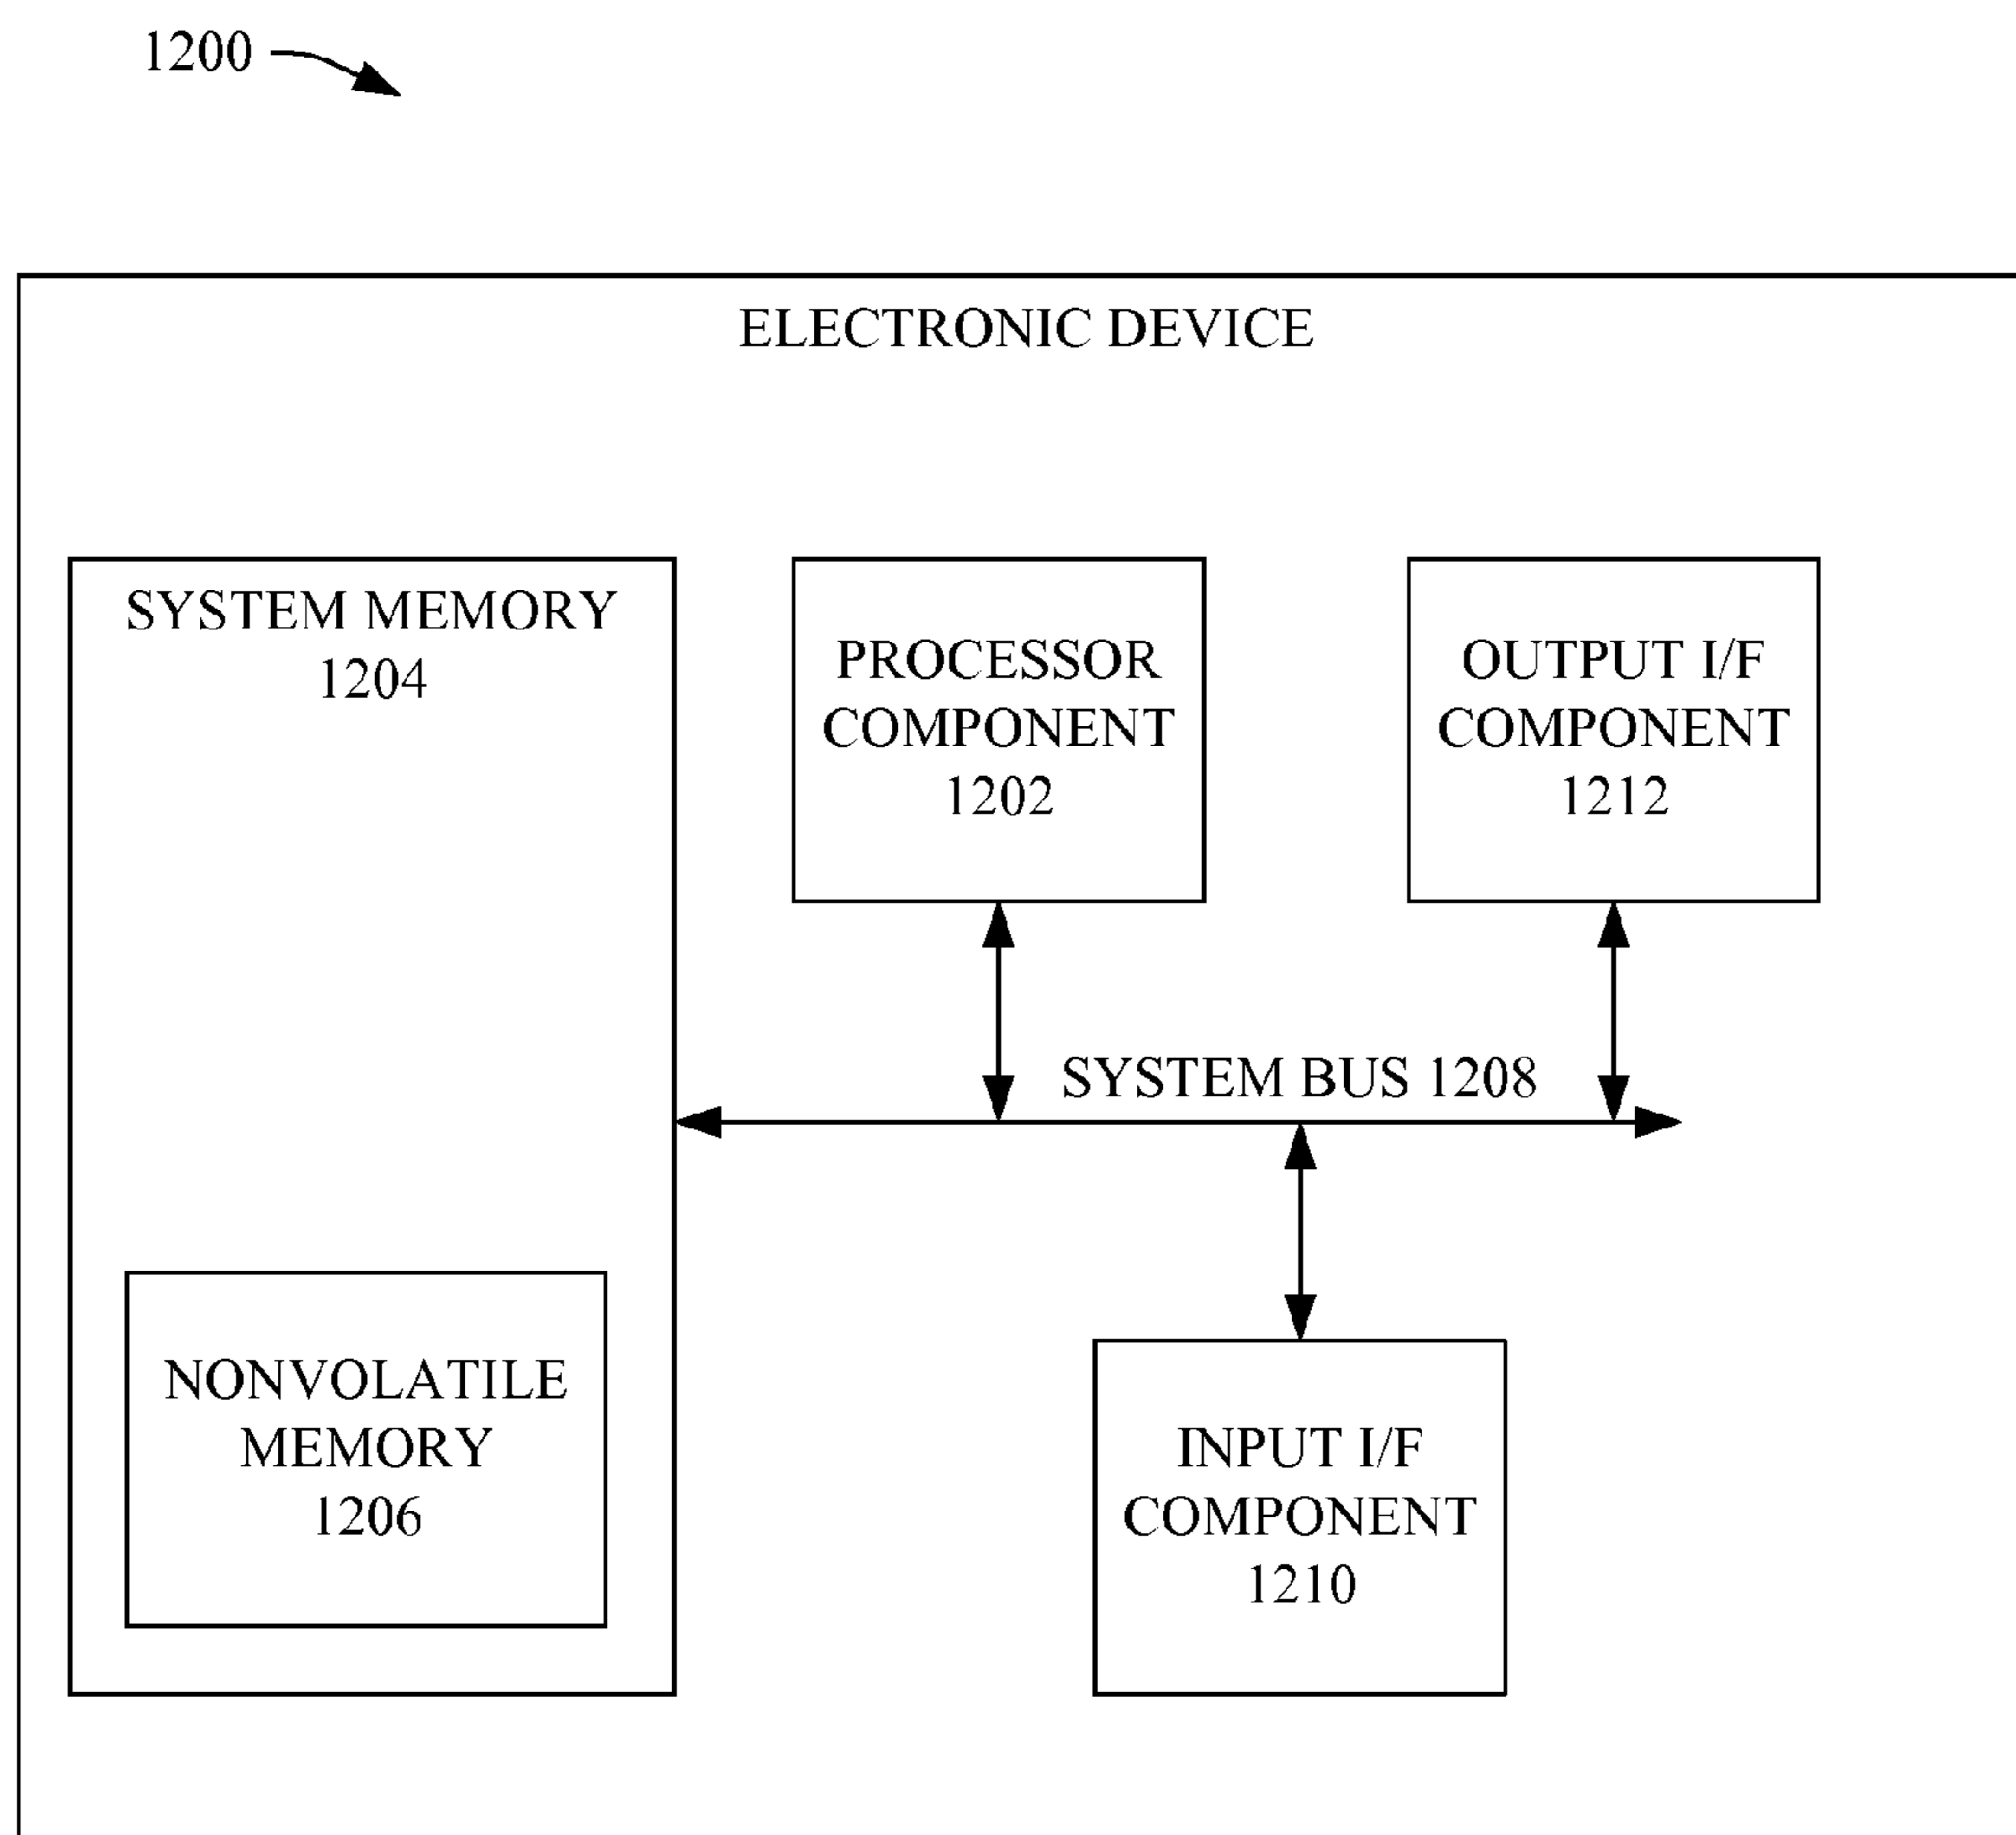 1200
ELECTRONIC DEVICE
SYSTEM MEMORY
1204
PROCESSOR
COMPONENT
1202
OUTPUT I/F
COMPONENT
1212
SYSTEM BUS 1208
NONVOLATILE
MEMORY
1206
INPUT I/F
COMPONENT
1210